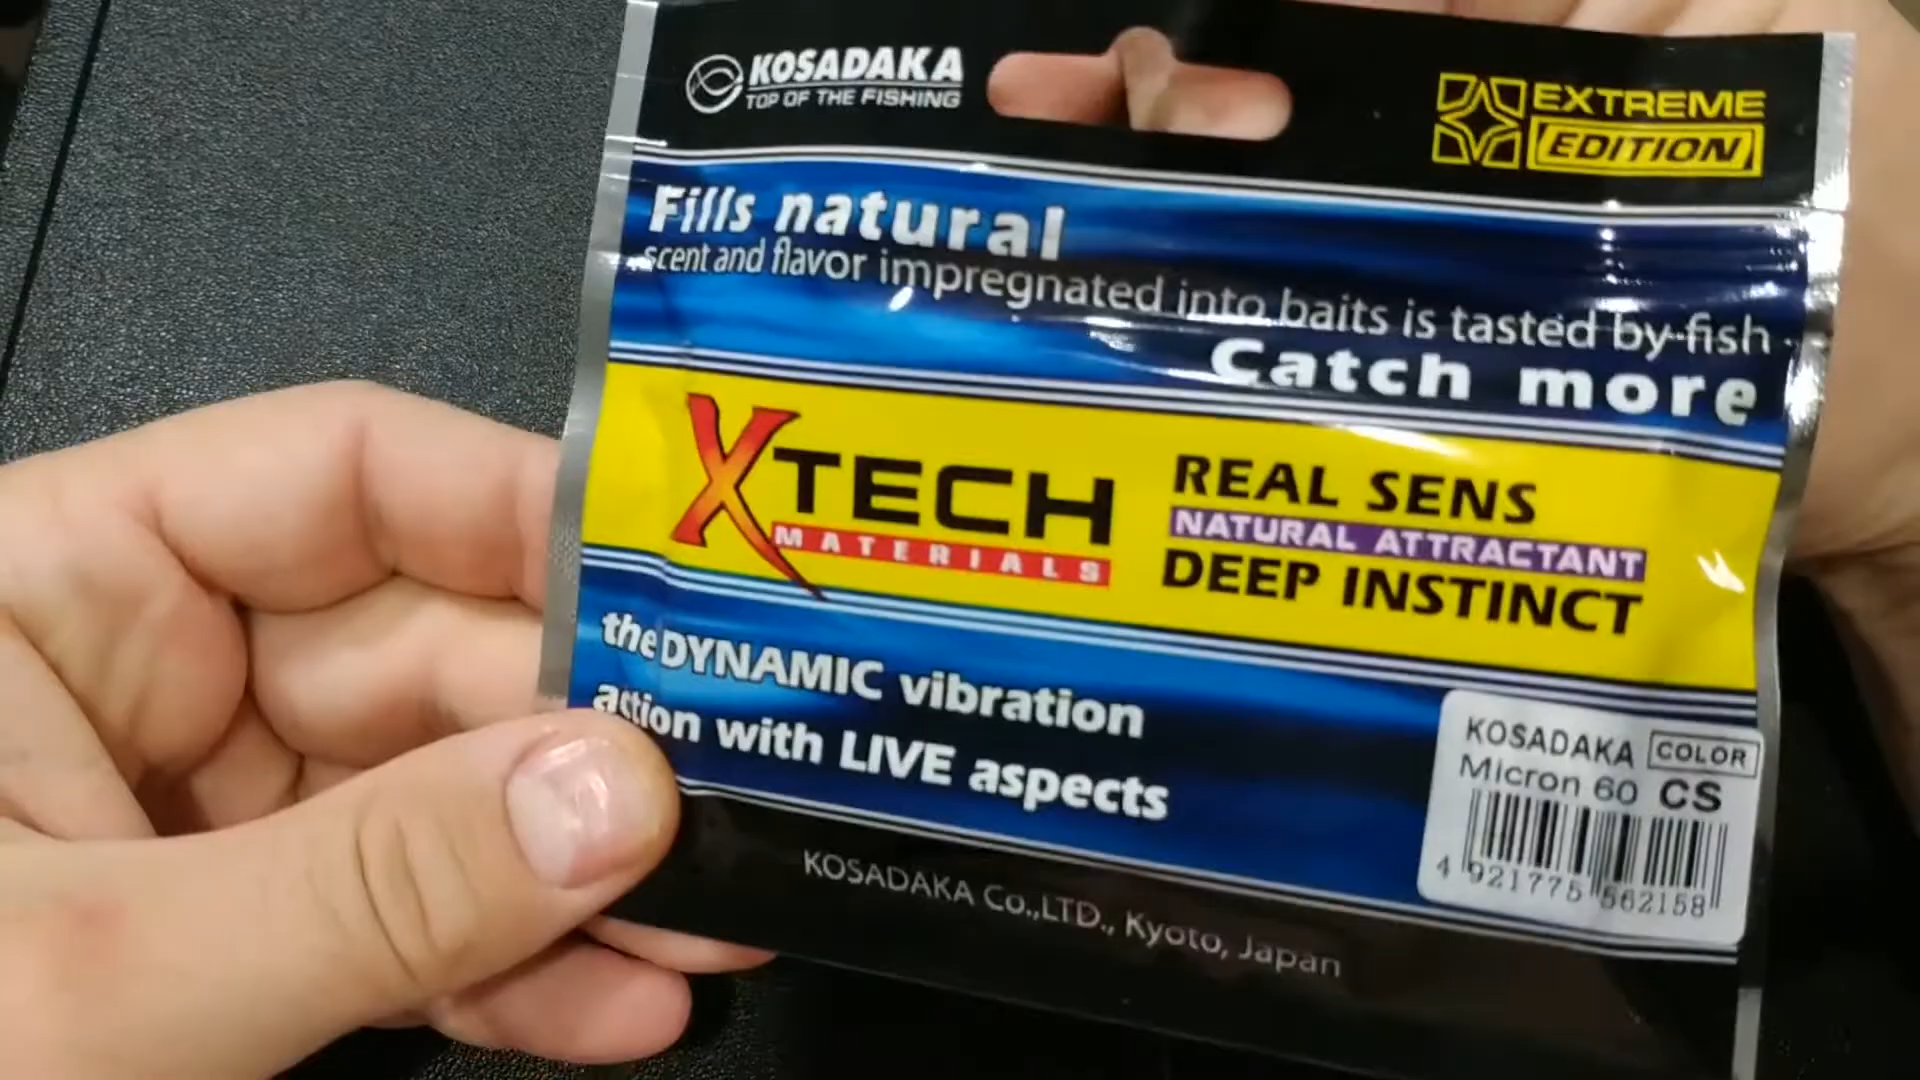 KOSADAKA
TOP OF THE FISHING
EXTREME
EDITION
Fills natural
scent and flavor impregnated into baits is tasted by fish
Catch more
XTECH
MATERIALS
REAL SENS
NATURAL ATTRACTANT
DEEP INSTINCT
the DYNAMIC vibration
action with LIVE aspects
KOSADAKA COLOR
Micron 60 CS
4 921775 562158
KOSADAKA Co.,LTD., Kyoto, Japan